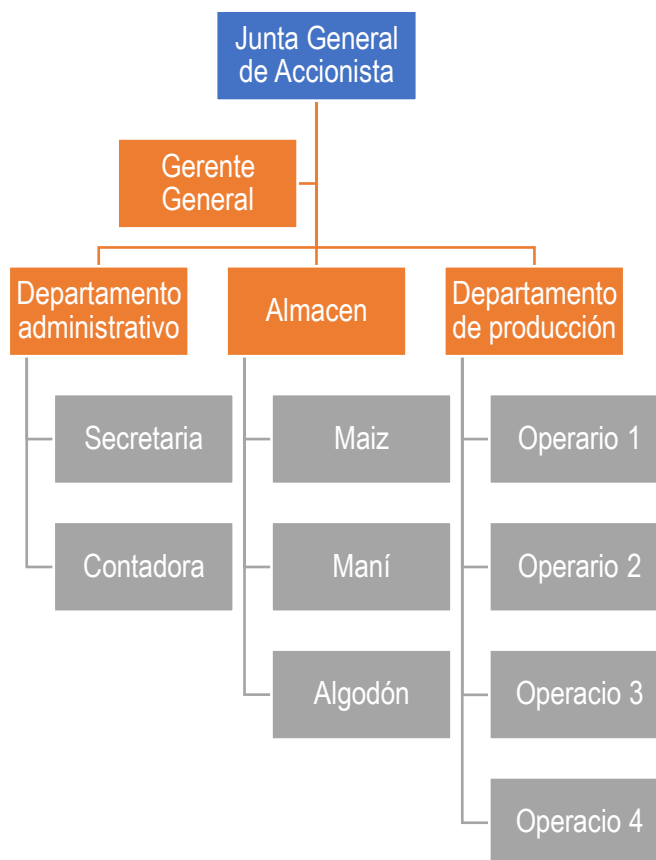 Junta General
de Accionista
Gerente
General
Departamento
administrativo
Almacen
Departamento
de producción
Secretaria
Maiz
Operario 1
Contadora
Maní
Operario 2
Algodón
Operacio 3
Operacio 4